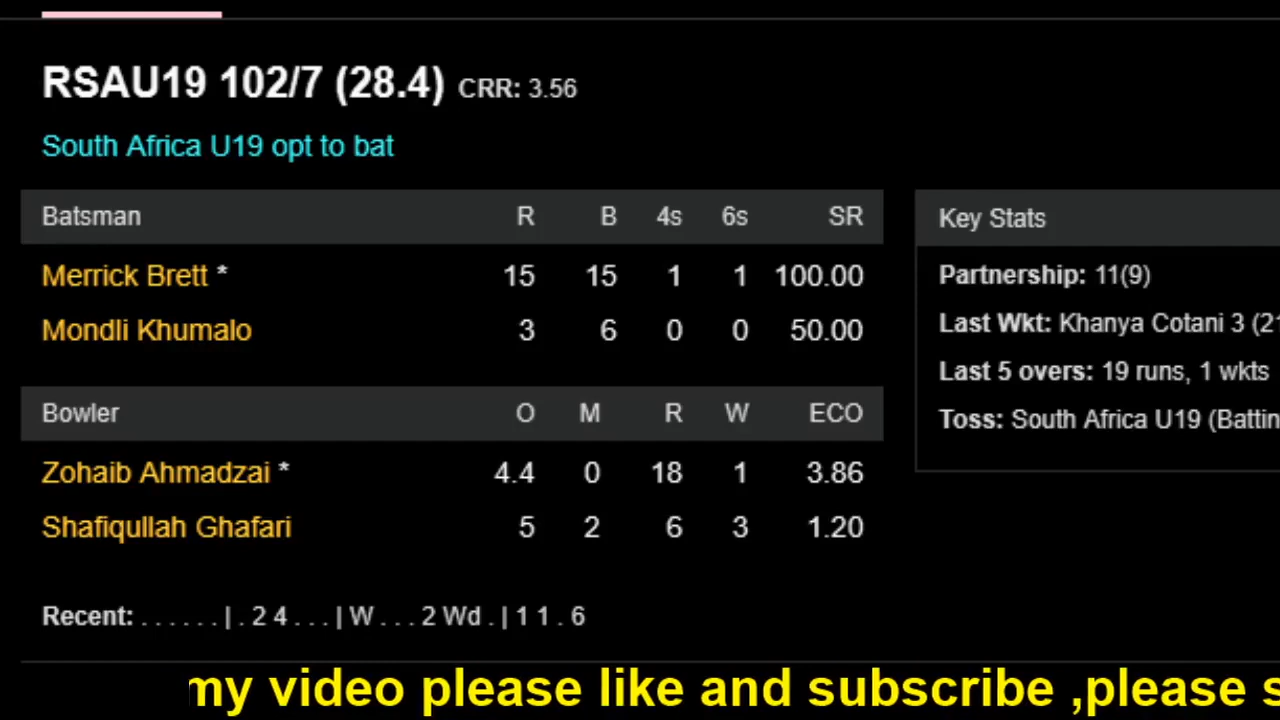 RSAU19 102/7 (28.4) CRR: 3.56
South Africa U19 opt to bat
Batsman R B 4s 6s SR
Merrick Brett * 15 15 1 1 100.00
Mondli Khumalo 3 6 0 0 50.00
Bowler O M R W ECO
Zohaib Ahmadzai * 4.4 0 18 1 3.86
Shafiqullah Ghafari 5 2 6 3 1.20
Recent: . . . . . . | . 2 4 . . . | W . . . 2 Wd . | 1 1 . 6
Key Stats
Partnership: 11(9)
Last Wkt: Khanya Cotani 3 (2
Last 5 overs: 19 runs, 1 wkts
Toss: South Africa U19 (Battin
my video please like and subscribe ,please s